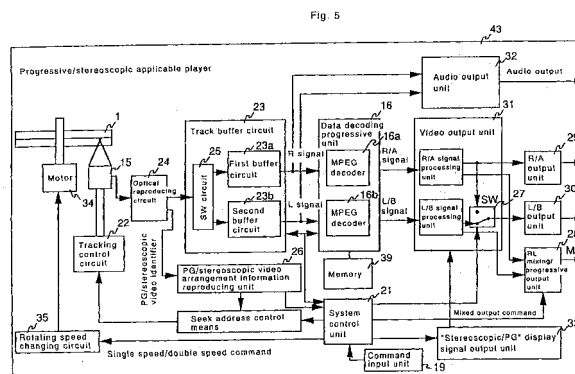 Fig. 5
43
Progressive/stereoscopic applicable player
32
Audio output unit
Audio output
1
23
Track buffer circuit
16
Data decoding progressive unit
31
Video output unit
15
24
25
23a
First buffer circuit
R signal
16a
MPEG decoder
R/A signal
R/A signal processing unit
R/A output unit
Motor
34
Optical reproducing circuit
SW circuit
23b
Second buffer circuit
L signal
16b
MPEG decoder
L/B signal
L/B signal processing unit
SW
27
L/B output unit
30
22
Tracking control circuit
PG/stereoscopic video identifier
26
PG/stereoscopic video arrangement information reproducing unit
Memory
39
RL mixing/progressive output unit
21
Seek address control means
System control unit
Mixed output command
35
Rotating speed changing circuit
Single speed/double speed command
Command input unit
19
"Stereoscopic/PG" display signal output unit